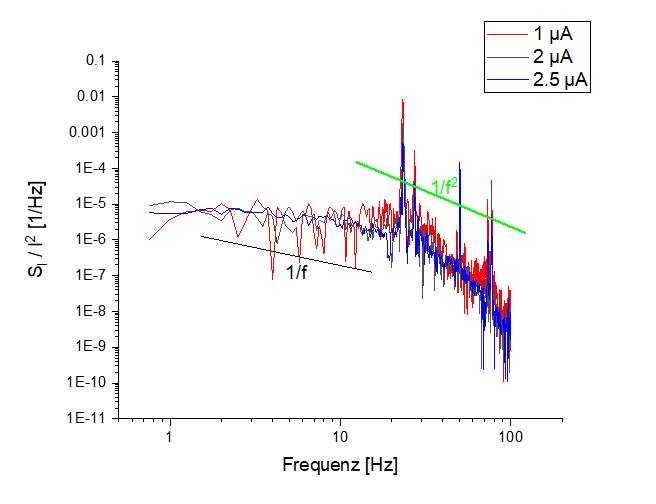 1 µA
2 µA
2.5 µA
0.1
0.01
0.001
1E-4
1E-5
1E-6
1E-7
1E-8
1E-9
1E-10
1E-11
S_I / I² [1/Hz]
1/f²
1/f
1
10
100
Frequenz [Hz]